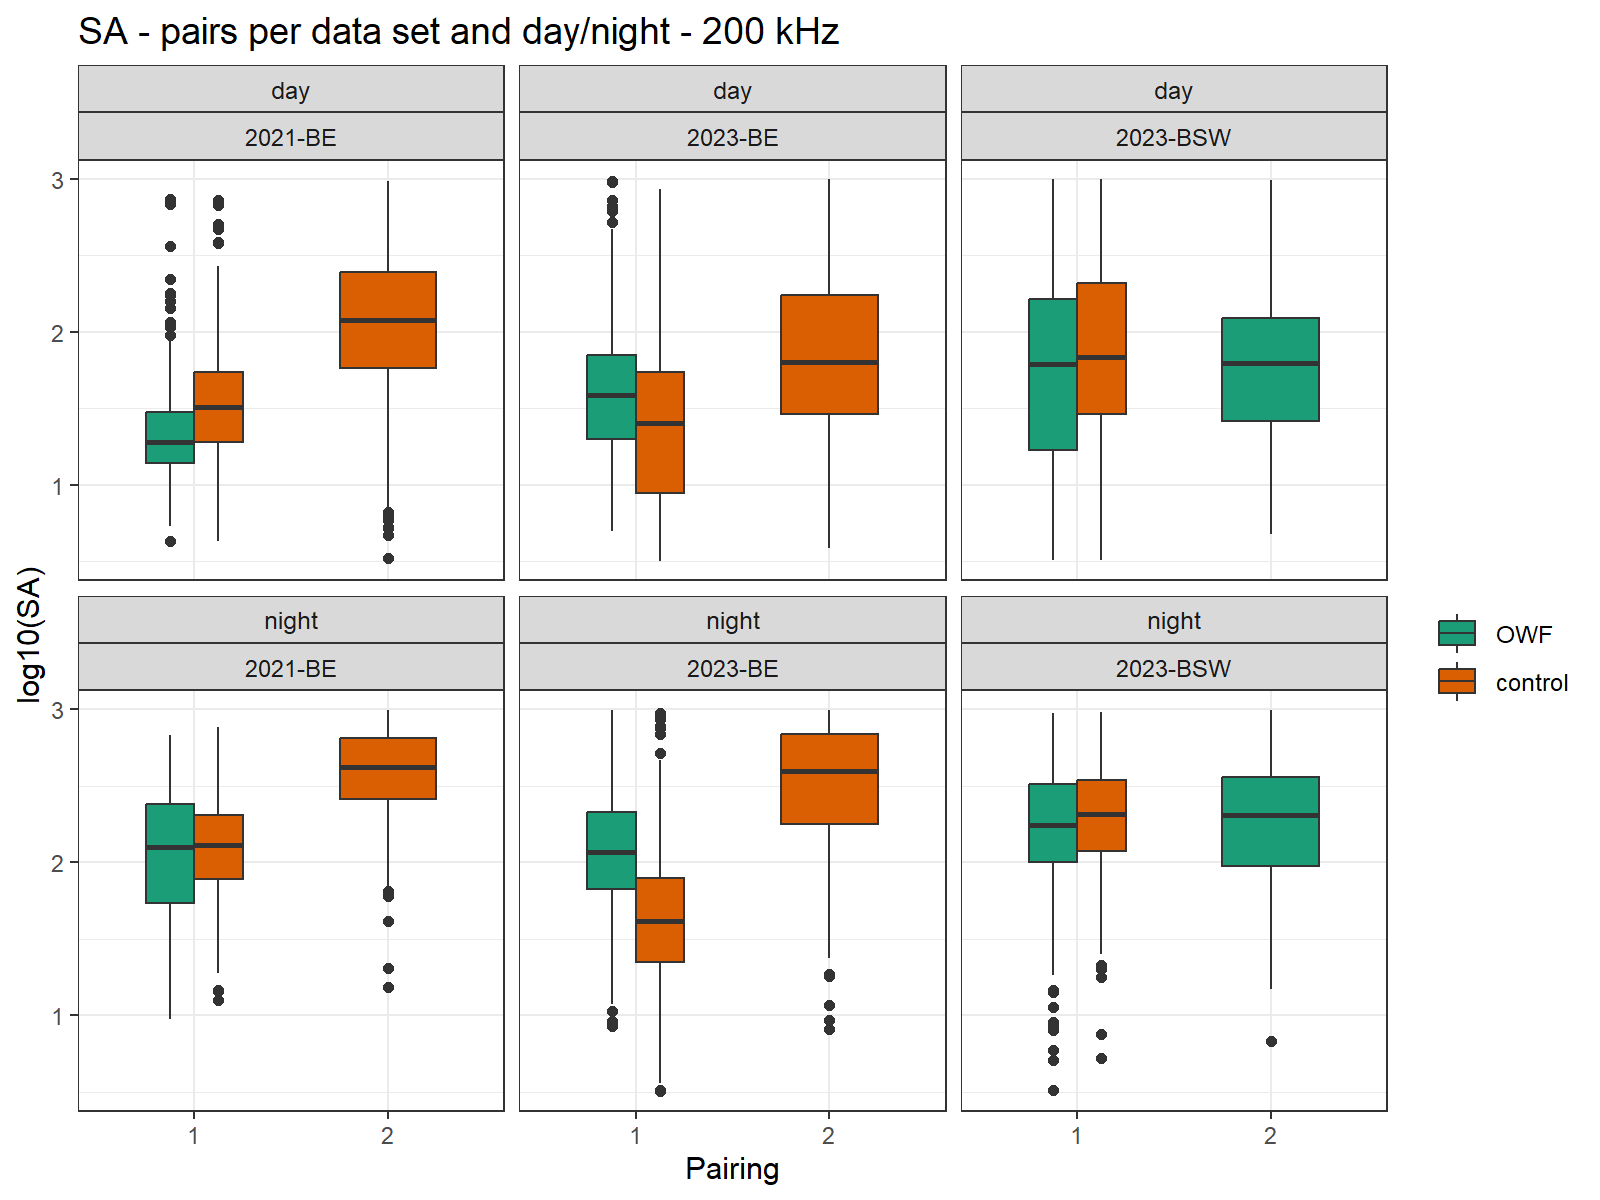 SA - pairs per data set and day/night - 200 kHz
day
day
day
2021-BE
2023-BE
2023-BSW
3
2
1
night
night
night
2021-BE
2023-BE
2023-BSW
3
2
1
log10(SA)
1
2
1
2
1
2
Pairing
OWF
control